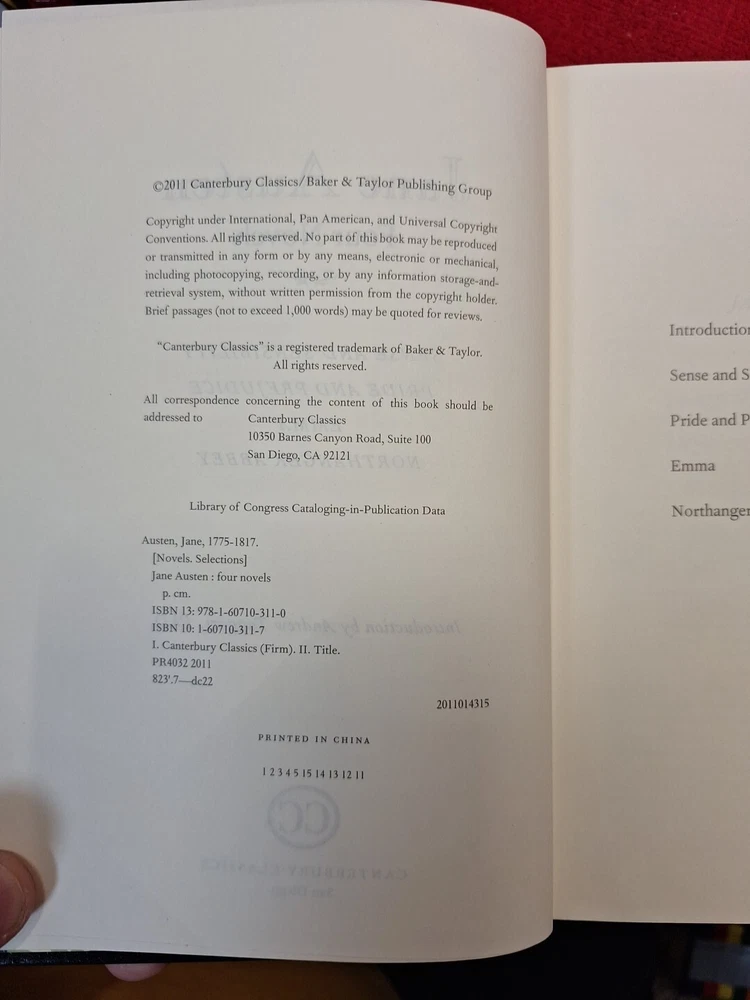 ©2011 Canterbury Classics/Baker & Taylor Publishing Group
Copyright under International, Pan American, and Universal Copyright
Conventions. All rights reserved. No part of this book may be reproduced
or transmitted in any form or by any means, electronic or mechanical,
including photocopying, recording, or by any information storage-and-
retrieval system, without written permission from the copyright holder.
Brief passages (not to exceed 1,000 words) may be quoted for reviews.
"Canterbury Classics" is a registered trademark of Baker & Taylor.
All rights reserved.
All correspondence concerning the content of this book should be
addressed to Canterbury Classics
10350 Barnes Canyon Road, Suite 100
San Diego, CA 92121
Library of Congress Cataloging-in-Publication Data
Austen, Jane, 1775-1817.
[Novels. Selections]
Jane Austen : four novels
p. cm.
ISBN 13: 978-1-60710-311-0
ISBN 10: 1-60710-311-7
I. Canterbury Classics (Firm). II. Title.
PR4032 2011
823'.7—dc22
2011014315
PRINTED IN CHINA
1 2 3 4 5 15 14 13 12 11
Introduction
Sense and S
Pride and P
Emma
Northanger